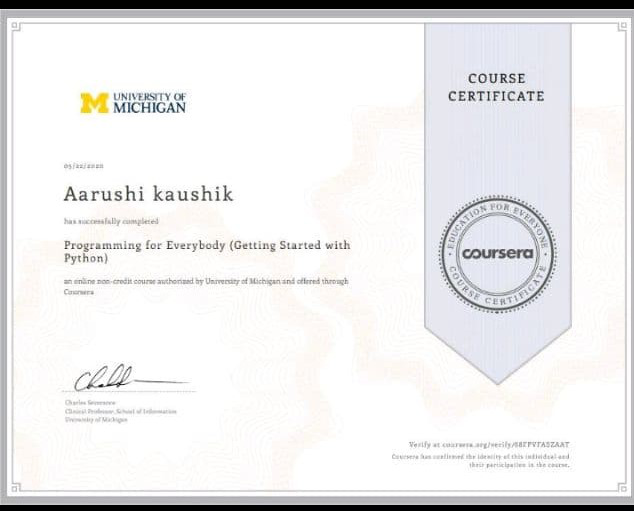 UNIVERSITY OF
MICHIGAN
COURSE
CERTIFICATE
05/22/2020
Aarushi kaushik
has successfully completed
Programming for Everybody (Getting Started with
Python)
an online non-credit course authorized by University of Michigan and offered through
Coursera
EDUCATION FOR EVERYONE
coursera
COURSE CERTIFICATE
Charles Severance
Clinical Professor, School of Information
University of Michigan
Verify at coursera.org/verify/
Coursera has confirmed the identity of this individual and
their participation in the course.